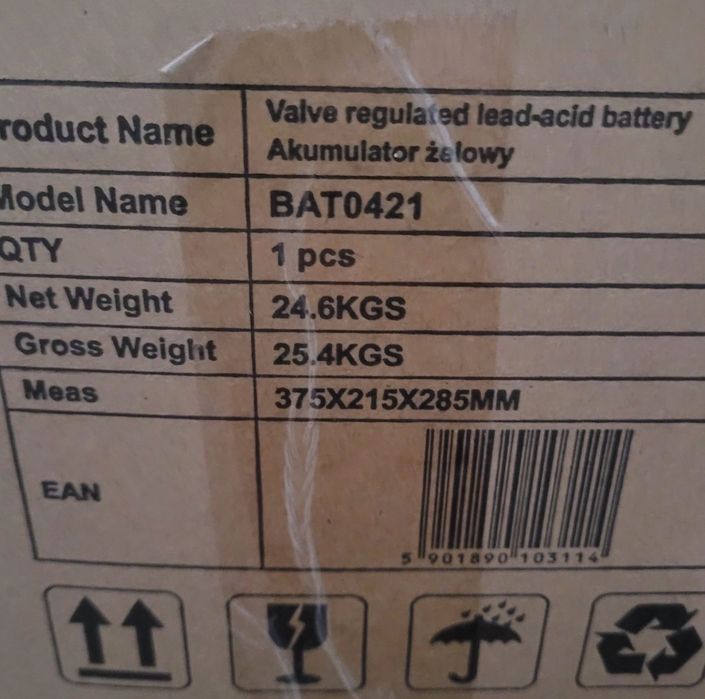 roduct Name Valve regulated lead-acid battery
Akumulator żelowy
Model Name BAT0421
QTY 1 pcs
Net Weight 24.6KGS
Gross Weight 25.4KGS
Meas 375X215X285MM
EAN
5 901890 103114